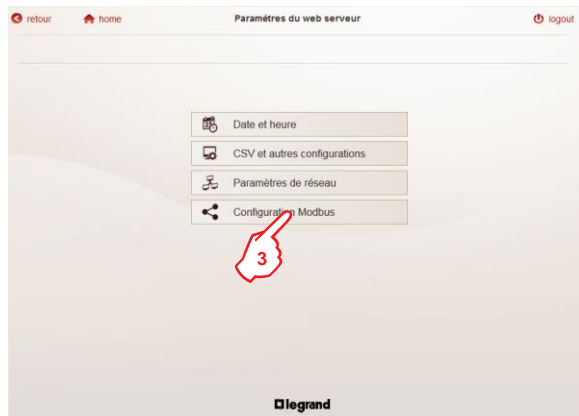 retour home Paramétres du web serveur logout
Date et heure
CSV et autres configurations
Paramètres de réseau
Configuration Modbus
3
legrand